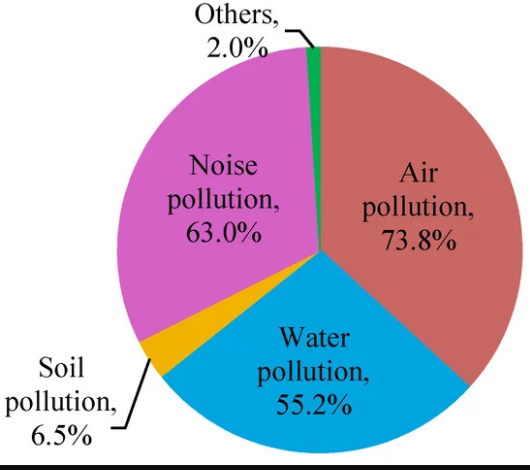 Others,
2.0%
Noise
pollution,
63.0%
Air
pollution,
73.8%
Water
pollution,
55.2%
Soil
pollution,
6.5%